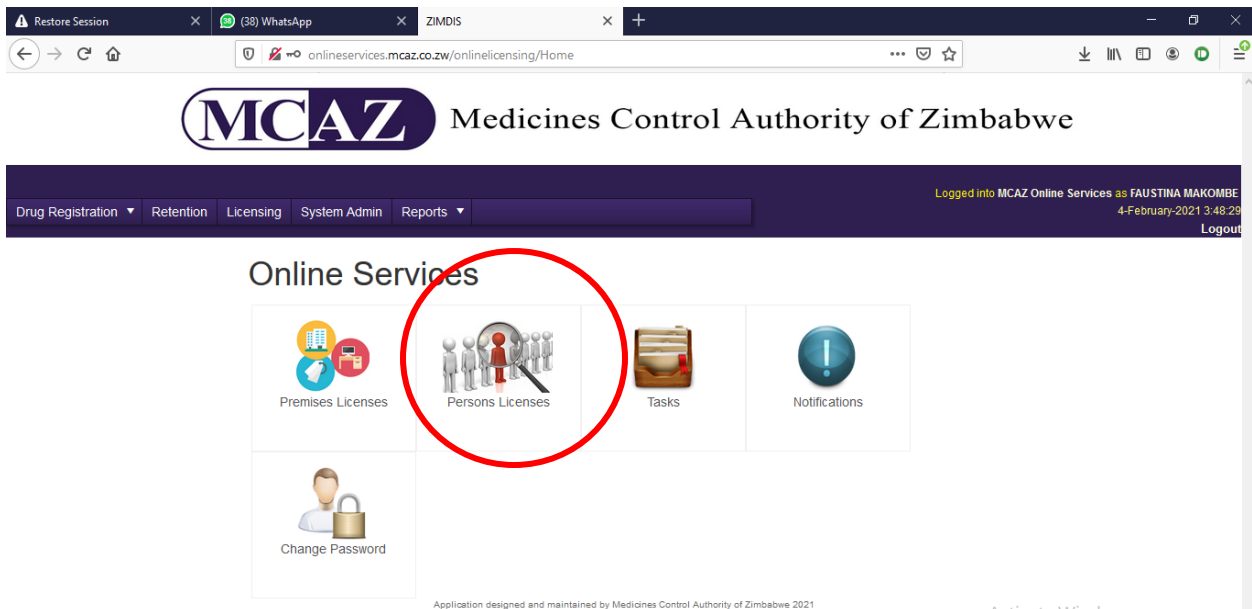 Restore Session
(38) WhatsApp
ZIMDIS
onlineservices.mcaz.co.zw/onlinelicensing/Home
MCAZ Medicines Control Authority of Zimbabwe
Logged into MCAZ Online Services as FAUSTINA MAKOMBE
4-February-2021 3:48:29
Logout
Drug Registration Retention Licensing System Admin Reports
Online Services
Premises Licenses Persons Licenses Tasks Notifications
Change Password
Application designed and maintained by Medicines Control Authority of Zimbabwe 2021